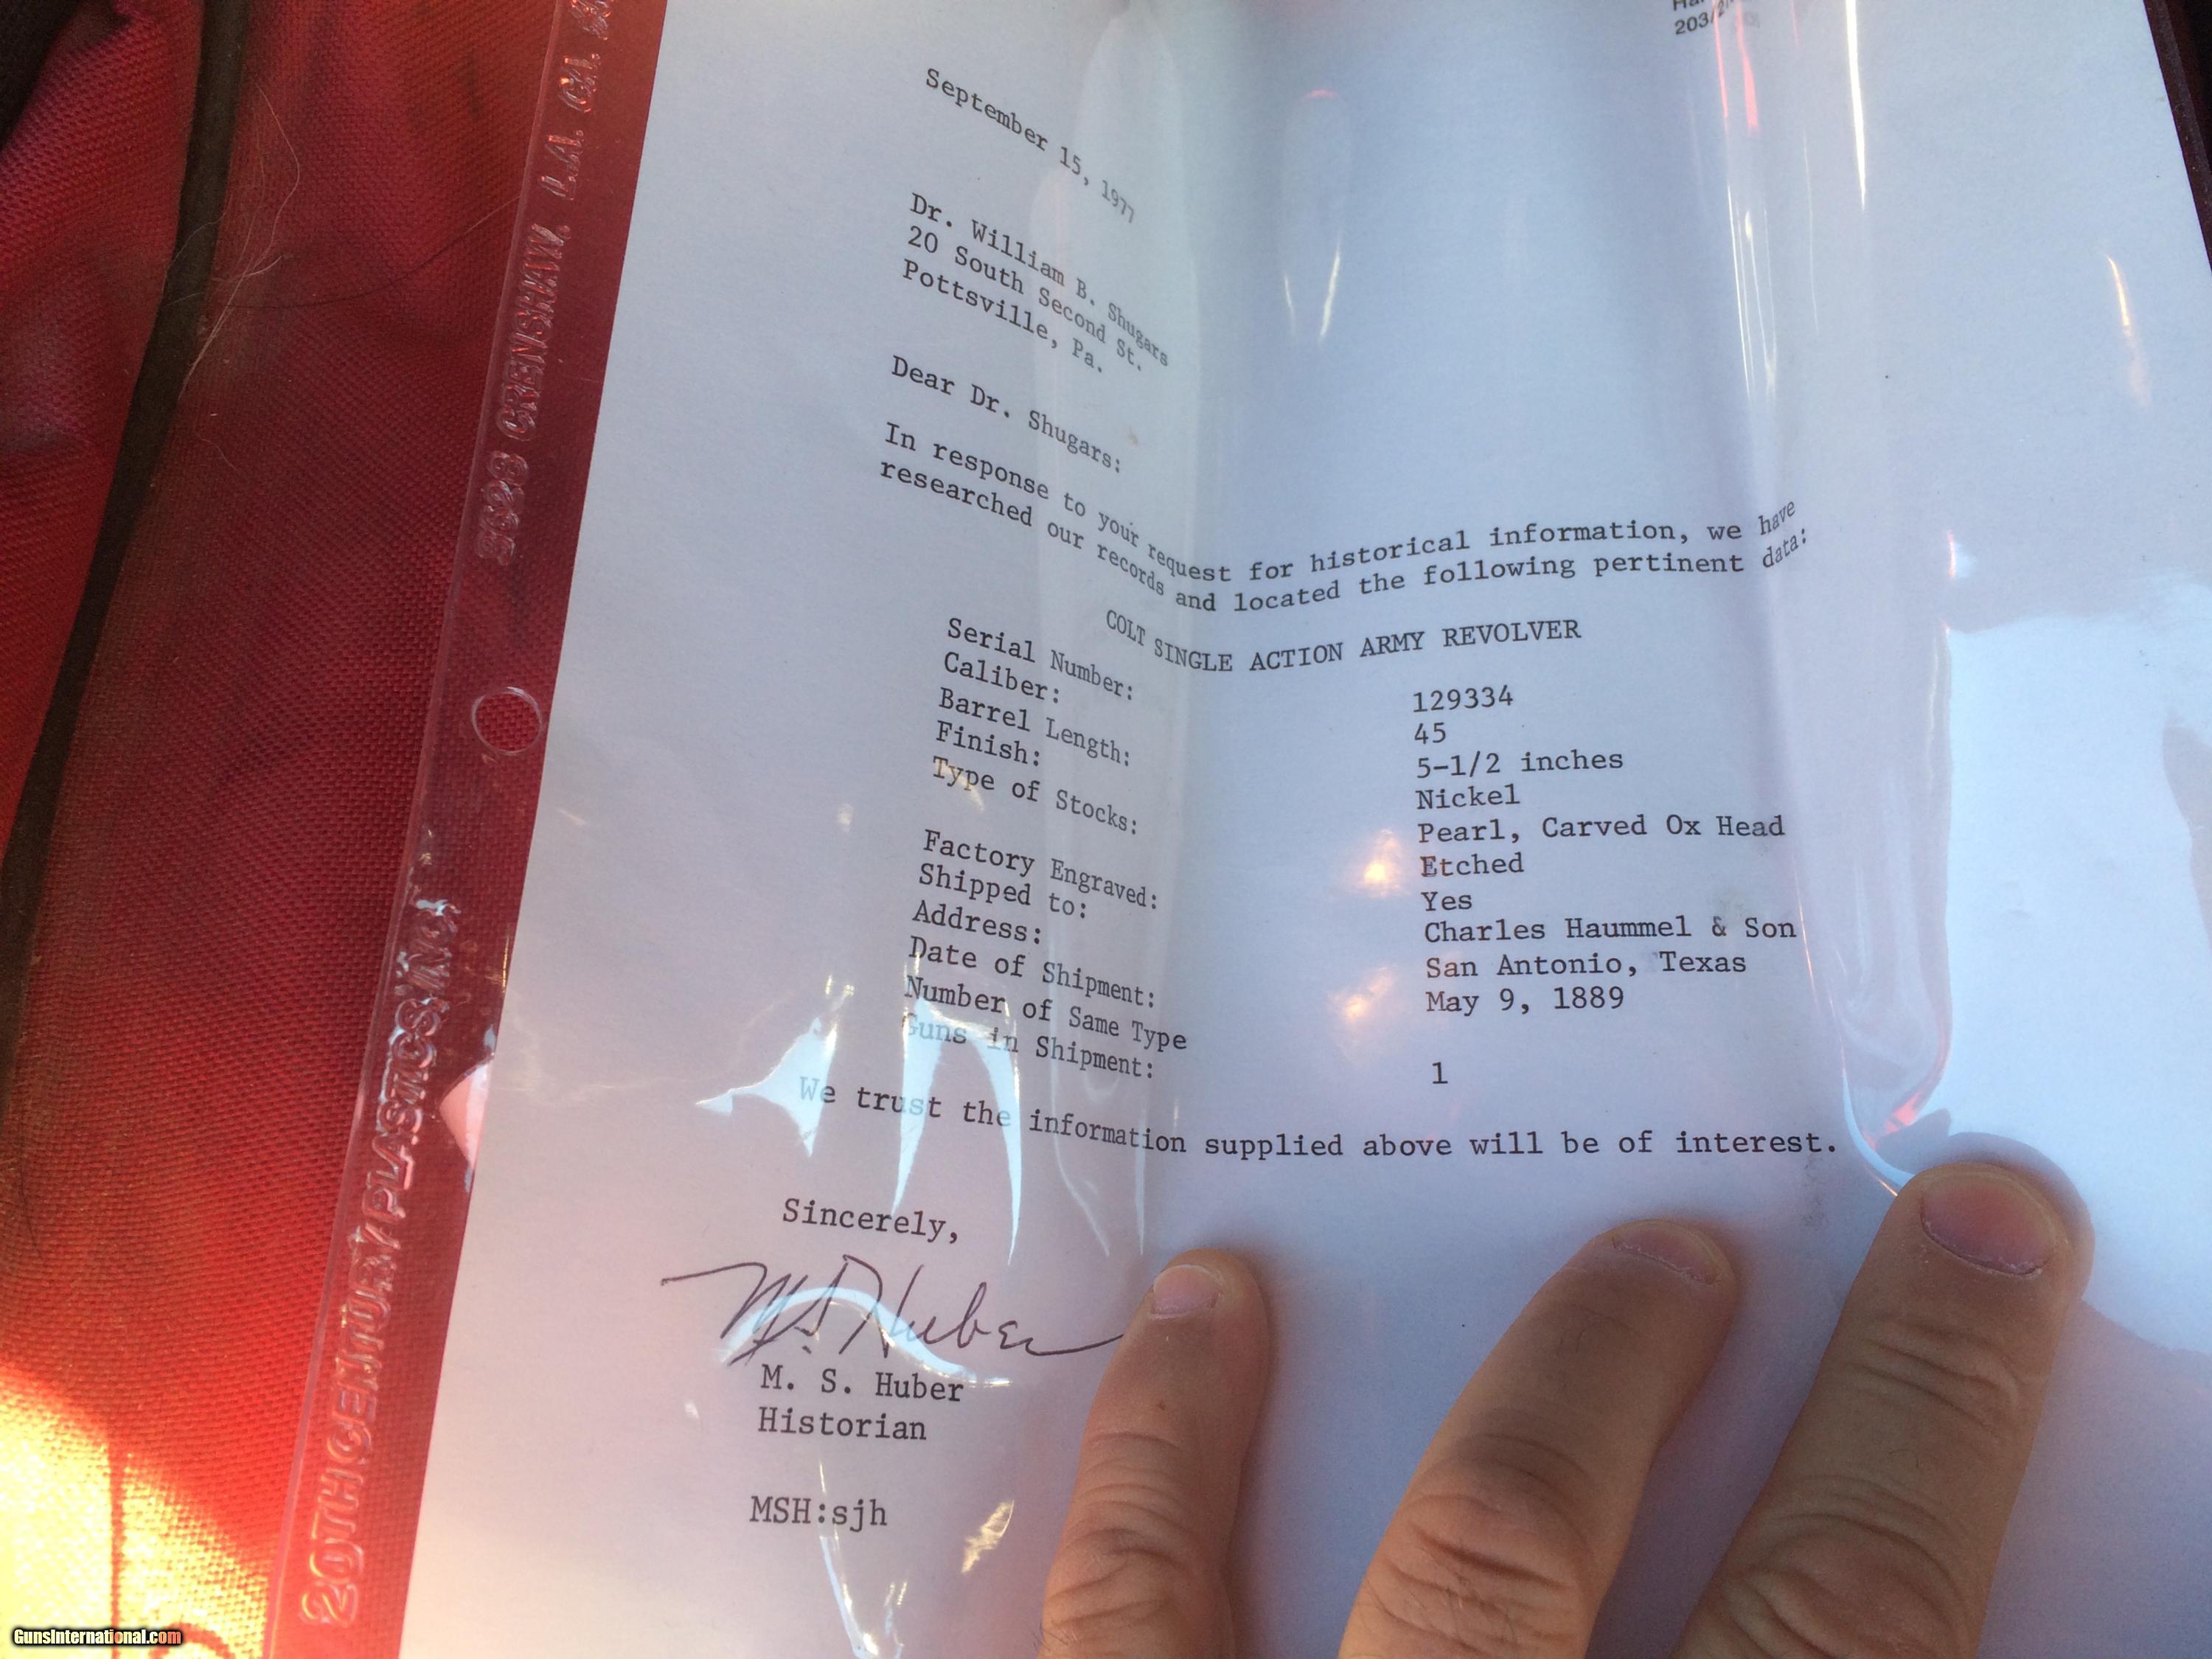 203/
September 15, 1977
Dr. William B. Shugars
20 South Second St.
Pottsville, Pa.
Dear Dr. Shugars:
In response to your request for historical information, we have
researched our records and located the following pertinent data:
COLT SINGLE ACTION ARMY REVOLVER
Serial Number: 129334
Caliber: 45
Barrel Length: 5-1/2 inches
Finish: Nickel
Type of Stocks: Pearl, Carved Ox Head
Etched
Factory Engraved: Yes
Shipped to: Charles Haummel & Son
Address: San Antonio, Texas
Date of Shipment: May 9, 1889
Number of Same Type
Guns in Shipment: 1
We trust the information supplied above will be of interest.
Sincerely,
M S Huber
M. S. Huber
Historian
MSH:sjh
20TH CENTURY PLASTICS, INC. 3628 CRENSHAW, L.A. CA.
GunsInternational.com